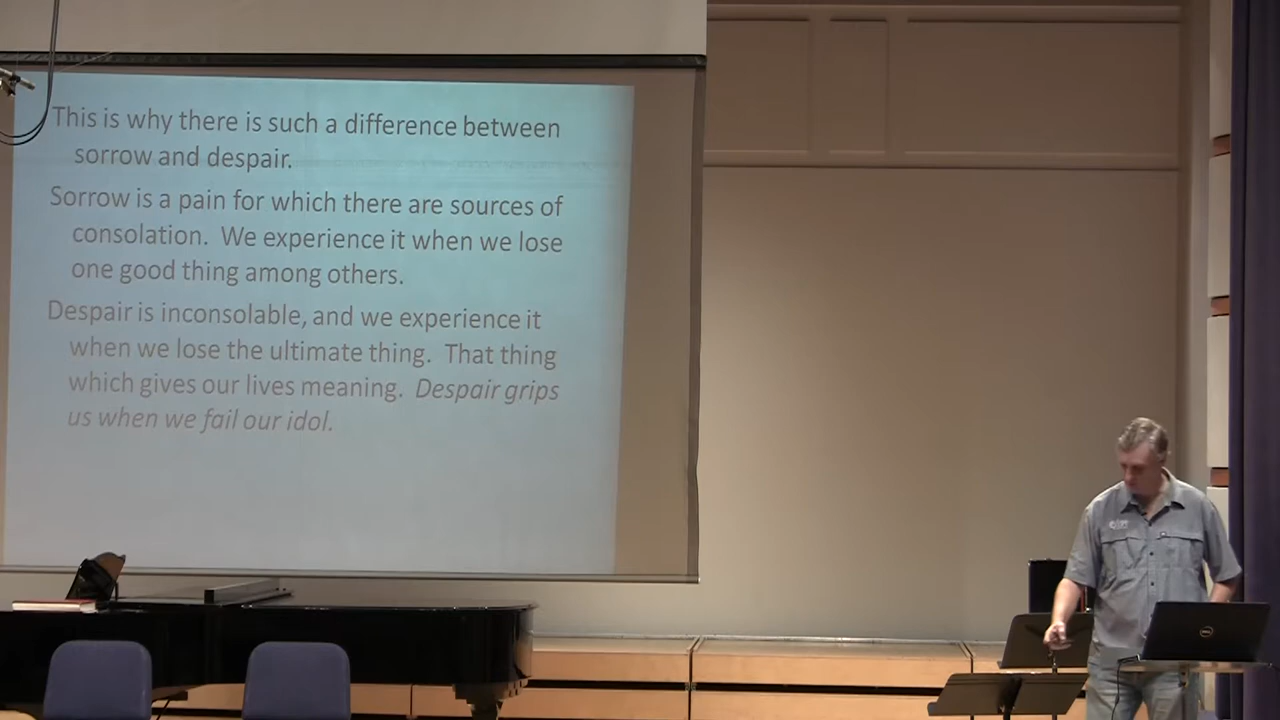 This is why there is such a difference between
sorrow and despair.
Sorrow is a pain for which there are sources of
consolation.  We experience it when we lose
one good thing among others.
Despair is inconsolable, and we experience it
when we lose the ultimate thing.  That thing
which gives our lives meaning.  Despair grips
us when we fail our idol.